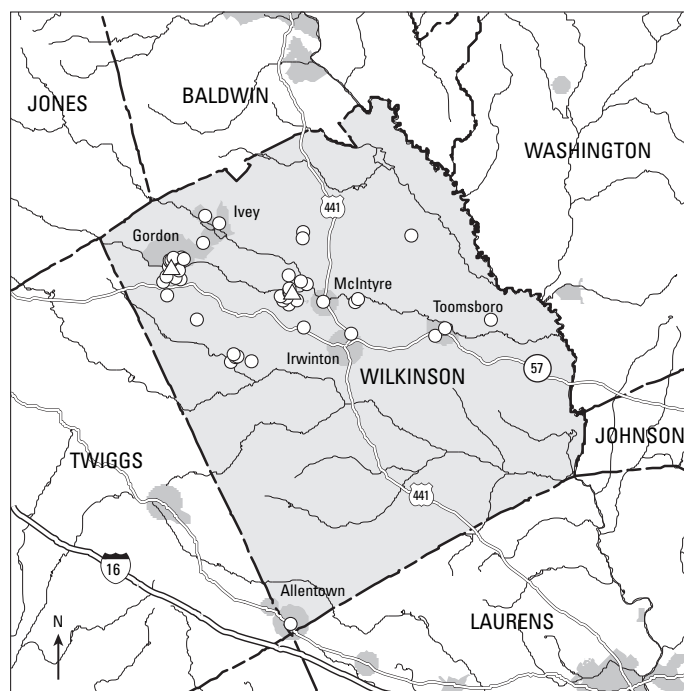 JONES
BALDWIN
WASHINGTON
441
Ivey
Gordon
McIntyre
Toomsboro
Irwinton
WILKINSON
57
JOHNSON
TWIGGS
441
16
Allentown
LAURENS
N